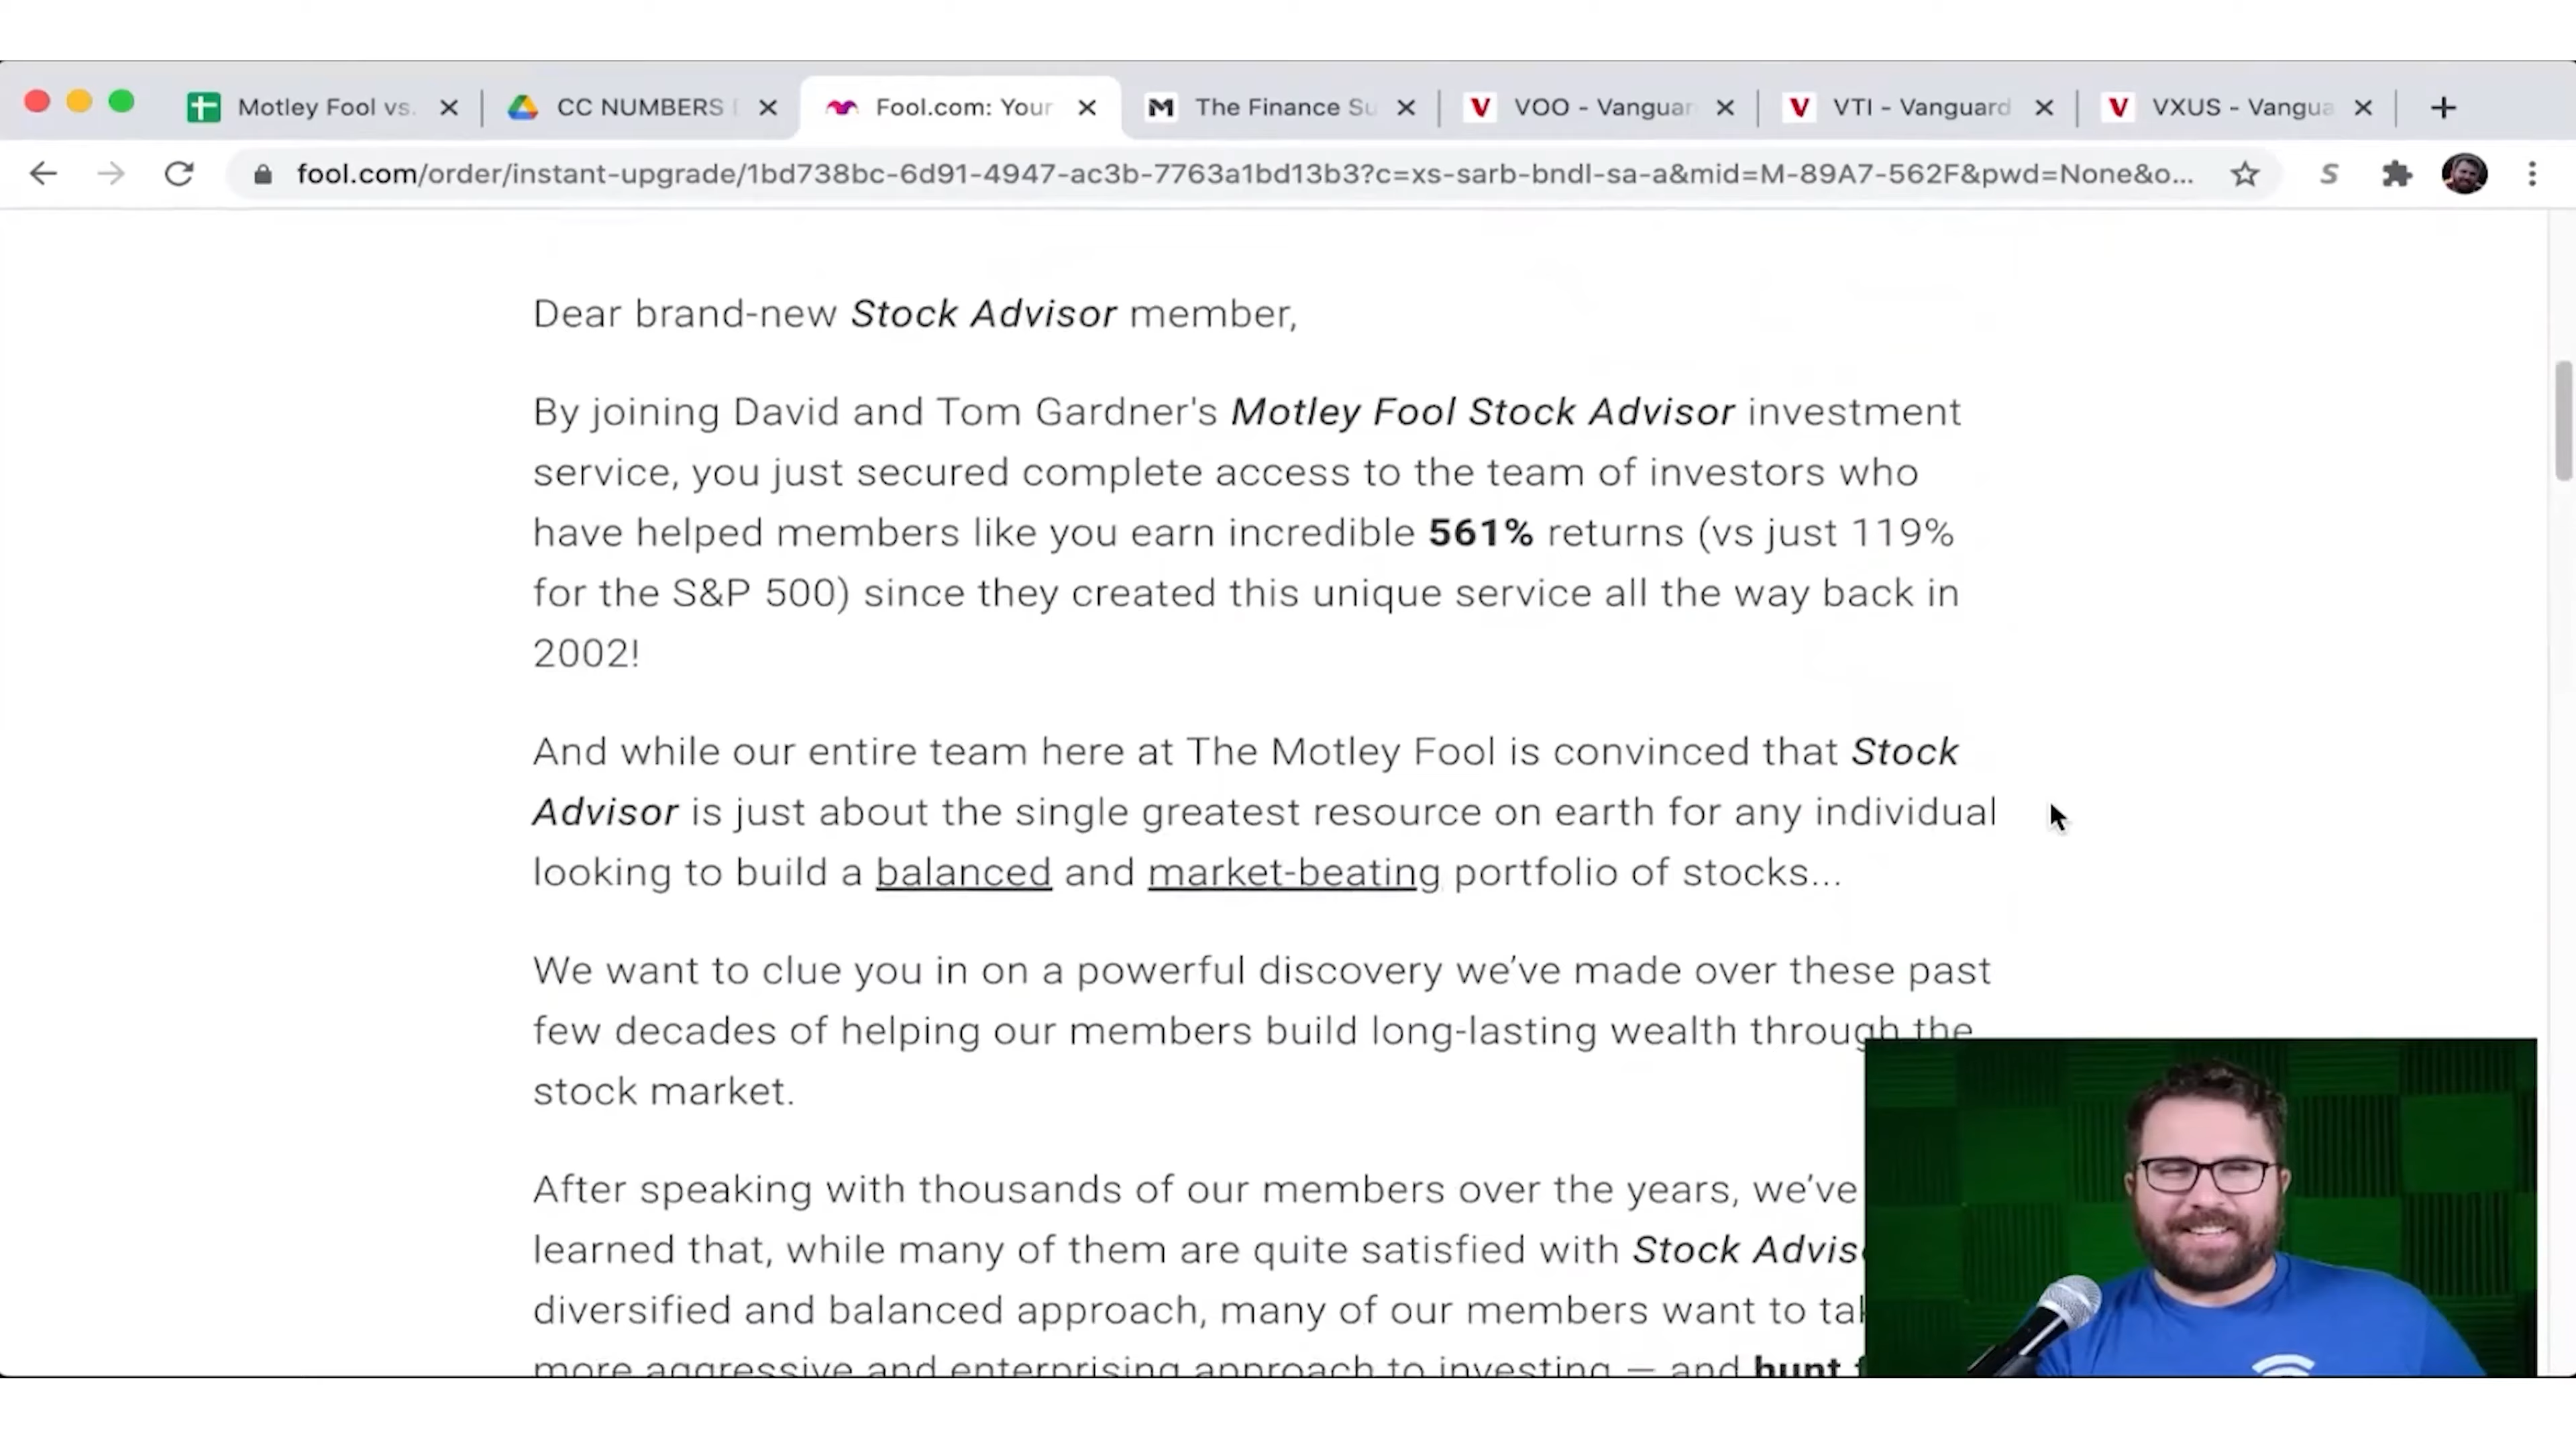 Motley Fool vs.
CC NUMBERS
Fool.com: Your
The Finance Su
VOO - Vanguar
VTI - Vanguard
VXUS - Vangua
fool.com/order/instant-upgrade/1bd738bc-6d91-4947-ac3b-7763a1bd13b3?c=xs-sarb-bndl-sa-a&mid=M-89A7-562F&pwd=None&o...
Dear brand-new Stock Advisor member,
By joining David and Tom Gardner's Motley Fool Stock Advisor investment
service, you just secured complete access to the team of investors who
have helped members like you earn incredible 561% returns (vs just 119%
for the S&P 500) since they created this unique service all the way back in
2002!
And while our entire team here at The Motley Fool is convinced that Stock
Advisor is just about the single greatest resource on earth for any individual
looking to build a balanced and market-beating portfolio of stocks...
We want to clue you in on a powerful discovery we've made over these past
few decades of helping our members build long-lasting wealth through the
stock market.
After speaking with thousands of our members over the years, we've
learned that, while many of them are quite satisfied with Stock Advis
diversified and balanced approach, many of our members want to tak
more aggressive and enterprising approach to investing — and hunt